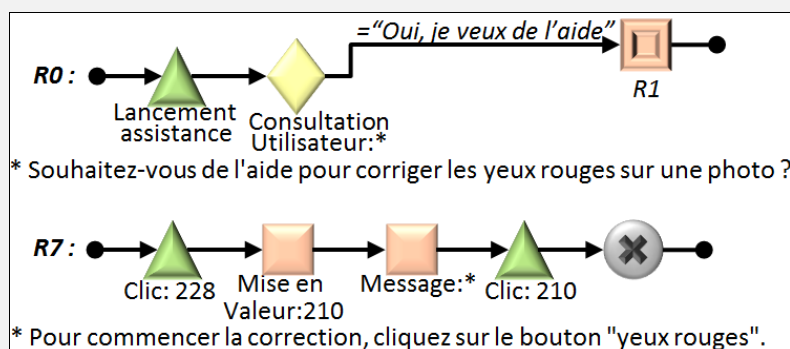 ="Oui, je veux de l'aide"
R0 :
R1
Lancement assistance
Consultation Utilisateur:*
* Souhaitez-vous de l'aide pour corriger les yeux rouges sur une photo ?
R7 :
Clic: 228
Mise en Valeur:210
Message:*
Clic: 210
* Pour commencer la correction, cliquez sur le bouton "yeux rouges".